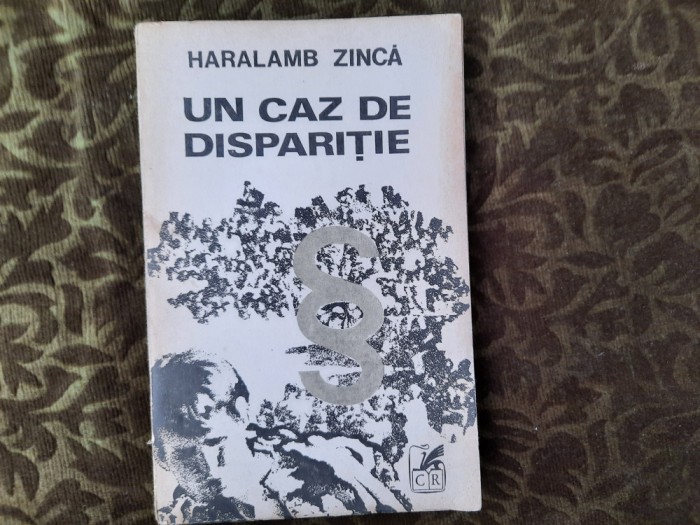 HARALAMB ZINCĂ
UN CAZ DE
DISPARIȚIE
§
CR